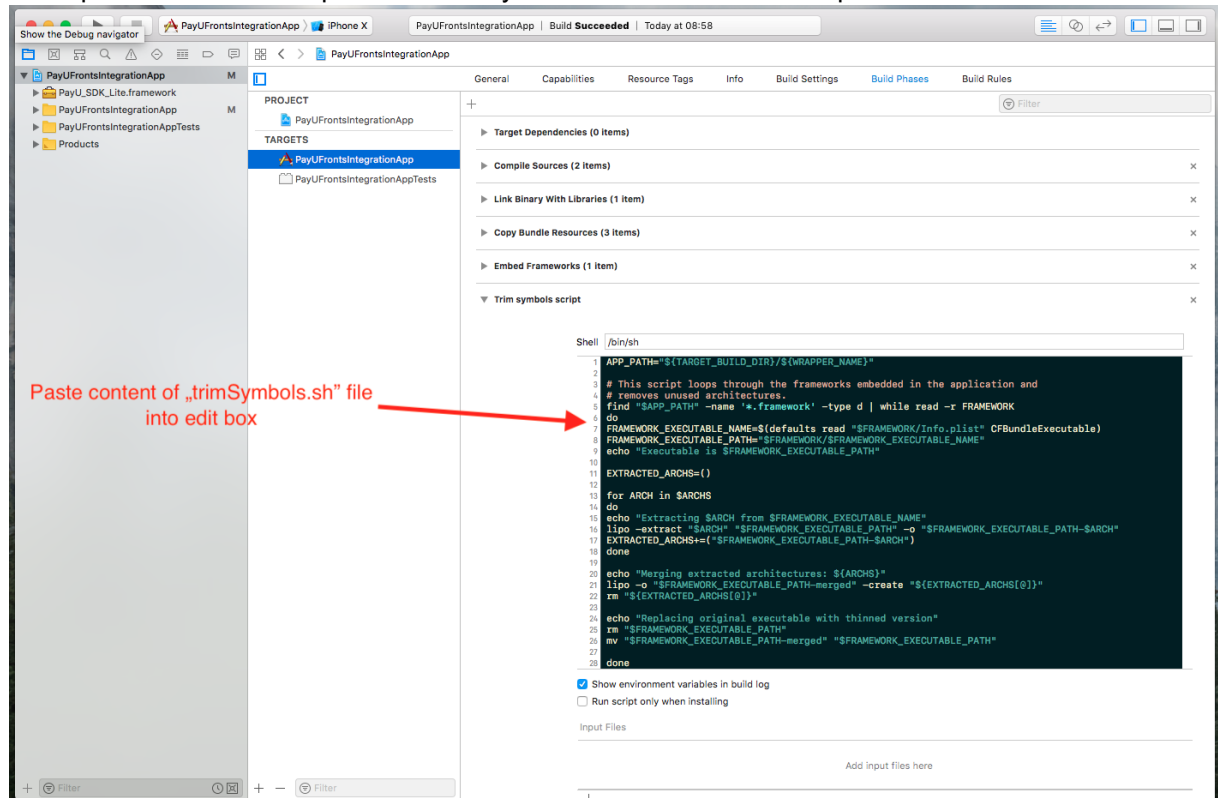 PayUFrontsIntegrationApp 〉 iPhone X
PayUFrontsIntegrationApp | Build Succeeded | Today at 08:58
Show the Debug navigator
PayUFrontsIntegrationApp
PayUFrontsIntegrationApp M
PayU_SDK_Lite.framework
PayUFrontsIntegrationApp M
PayUFrontsIntegrationAppTests
Products
General Capabilities Resource Tags Info Build Settings Build Phases Build Rules
PROJECT
PayUFrontsIntegrationApp
TARGETS
PayUFrontsIntegrationApp
PayUFrontsIntegrationAppTests
+ Filter
Target Dependencies (0 items)
Compile Sources (2 items) ×
Link Binary With Libraries (1 item) ×
Copy Bundle Resources (3 items) ×
Embed Frameworks (1 item) ×
Trim symbols script ×
Shell /bin/sh
1 APP_PATH="${TARGET_BUILD_DIR}/${WRAPPER_NAME}"
2
3 # This script loops through the frameworks embedded in the application and
4 # removes unused architectures.
5 find "$APP_PATH" -name '*.framework' -type d | while read -r FRAMEWORK
6 do
7 FRAMEWORK_EXECUTABLE_NAME=$(defaults read "$FRAMEWORK/Info.plist" CFBundleExecutable)
8 FRAMEWORK_EXECUTABLE_PATH="$FRAMEWORK/$FRAMEWORK_EXECUTABLE_NAME"
9 echo "Executable is $FRAMEWORK_EXECUTABLE_PATH"
10
11 EXTRACTED_ARCHS=()
12
13 for ARCH in $ARCHS
14 do
15 echo "Extracting $ARCH from $FRAMEWORK_EXECUTABLE_NAME"
16 lipo -extract "$ARCH" "$FRAMEWORK_EXECUTABLE_PATH" -o "$FRAMEWORK_EXECUTABLE_PATH-$ARCH"
17 EXTRACTED_ARCHS+=("$FRAMEWORK_EXECUTABLE_PATH-$ARCH")
18 done
19
20 echo "Merging extracted architectures: ${ARCHS}"
21 lipo -o "$FRAMEWORK_EXECUTABLE_PATH-merged" -create "${EXTRACTED_ARCHS[@]}"
22 rm "${EXTRACTED_ARCHS[@]}"
23
24 echo "Replacing original executable with thinned version"
25 rm "$FRAMEWORK_EXECUTABLE_PATH"
26 mv "$FRAMEWORK_EXECUTABLE_PATH-merged" "$FRAMEWORK_EXECUTABLE_PATH"
27
28 done
Paste content of „trimSymbols.sh” file
into edit box
Show environment variables in build log
Run script only when installing
Input Files
Add input files here
+ Filter
+ − Filter